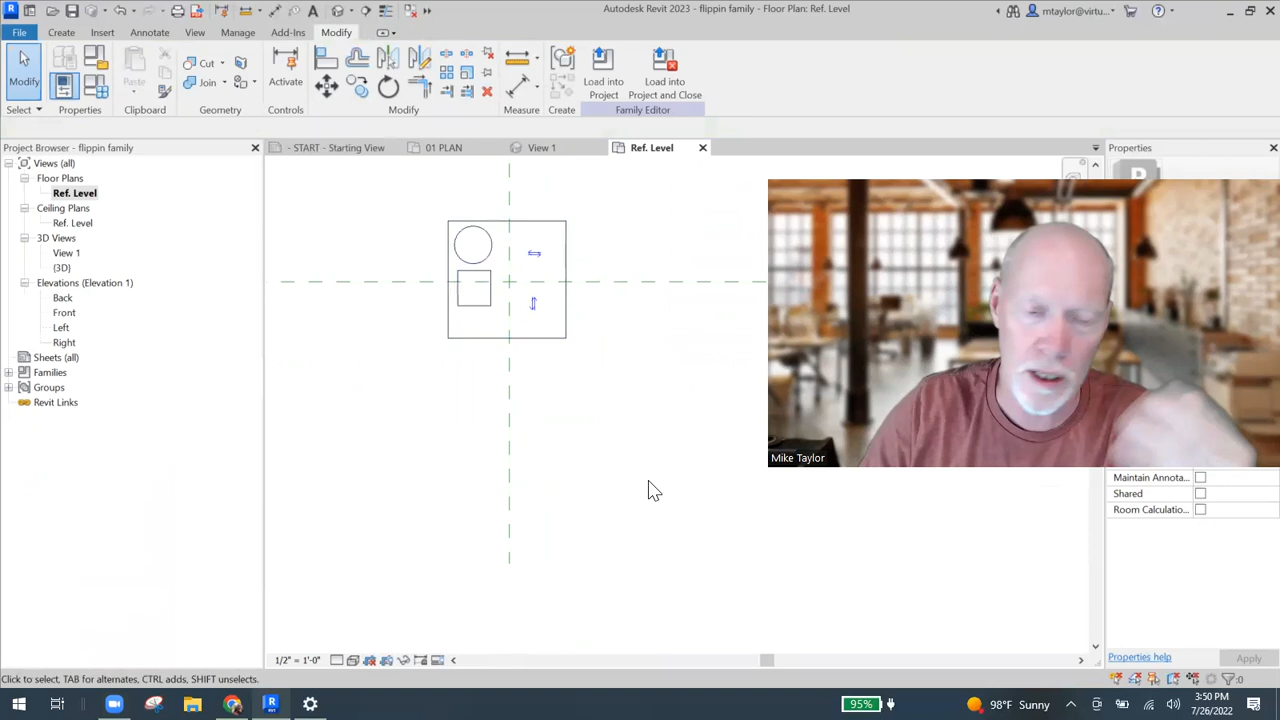 Autodesk Revit 2023 - flippin family - Floor Plan: Ref. Level
mtaylor@virtu...
File
Create
Insert
Annotate
View
Manage
Add-Ins
Modify
Modify
Paste
Cut
Join
Activate
Load into
Project
Load into
Project and Close
Select
Properties
Clipboard
Geometry
Controls
Modify
Measure
Create
Family Editor
Project Browser - flippin family
- START - Starting View
01 PLAN
View 1
Ref. Level
Properties
Views (all)
Floor Plans
Ref. Level
Ceiling Plans
Ref. Level
3D Views
View 1
{3D}
Elevations (Elevation 1)
Back
Front
Left
Right
Sheets (all)
Families
Groups
Revit Links
R
Mike Taylor
Maintain Annota...
Shared
Room Calculatio...
Properties help
Apply
1/2" = 1'-0"
Click to select, TAB for alternates, CTRL adds, SHIFT unselects.
:0
95%
98°F Sunny
3:50 PM
7/26/2022